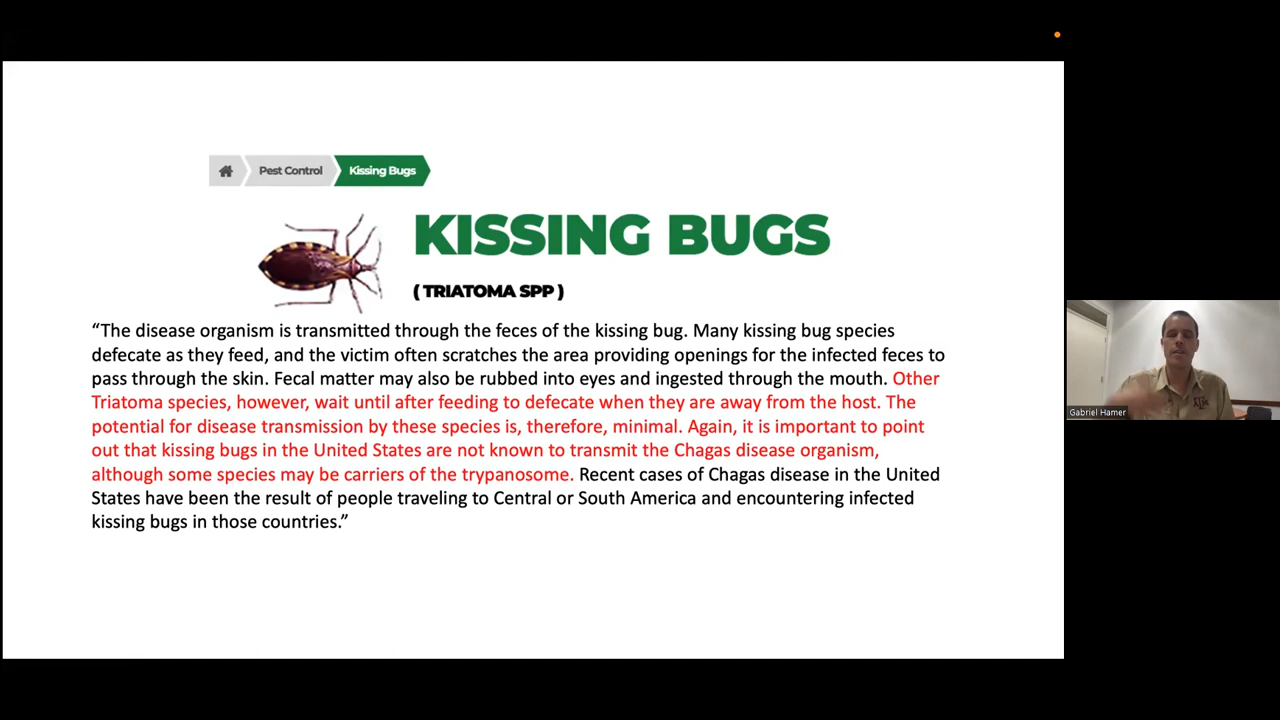 Pest Control
Kissing Bugs
KISSING BUGS
( TRIATOMA SPP )
“The disease organism is transmitted through the feces of the kissing bug. Many kissing bug species
defecate as they feed, and the victim often scratches the area providing openings for the infected feces to
pass through the skin. Fecal matter may also be rubbed into eyes and ingested through the mouth. Other
Triatoma species, however, wait until after feeding to defecate when they are away from the host. The
potential for disease transmission by these species is, therefore, minimal. Again, it is important to point
out that kissing bugs in the United States are not known to transmit the Chagas disease organism,
although some species may be carriers of the trypanosome. Recent cases of Chagas disease in the United
States have been the result of people traveling to Central or South America and encountering infected
kissing bugs in those countries.”
Gabriel Hamer